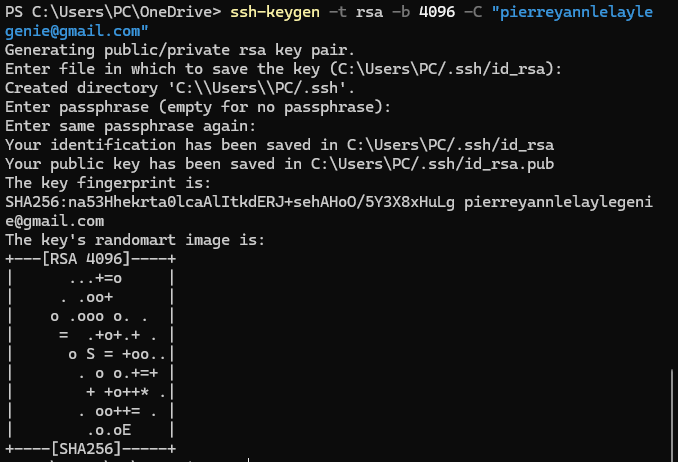 PS C:\Users\PC\OneDrive> ssh-keygen -t rsa -b 4096 -C "pierreyannlelayle
genie@gmail.com"
Generating public/private rsa key pair.
Enter file in which to save the key (C:\Users\PC/.ssh/id_rsa):
Created directory 'C:\\Users\\PC/.ssh'.
Enter passphrase (empty for no passphrase):
Enter same passphrase again:
Your identification has been saved in C:\Users\PC/.ssh/id_rsa
Your public key has been saved in C:\Users\PC/.ssh/id_rsa.pub
The key fingerprint is:
SHA256:na53Hhekrta0lcaAlItkdERJ+sehAHoO/5Y3X8xHuLg pierreyannlelaylegeni
e@gmail.com
The key's randomart image is:
+---[RSA 4096]----+
|      ...+=o     |
|     . .oo+      |
|    o .ooo o. .  |
|     =  .+o+.+ . |
|      o S = +oo..|
|       . o o.+=+ |
|        + +o++* .|
|       . oo++= . |
|        .o.oE    |
+----[SHA256]-----+